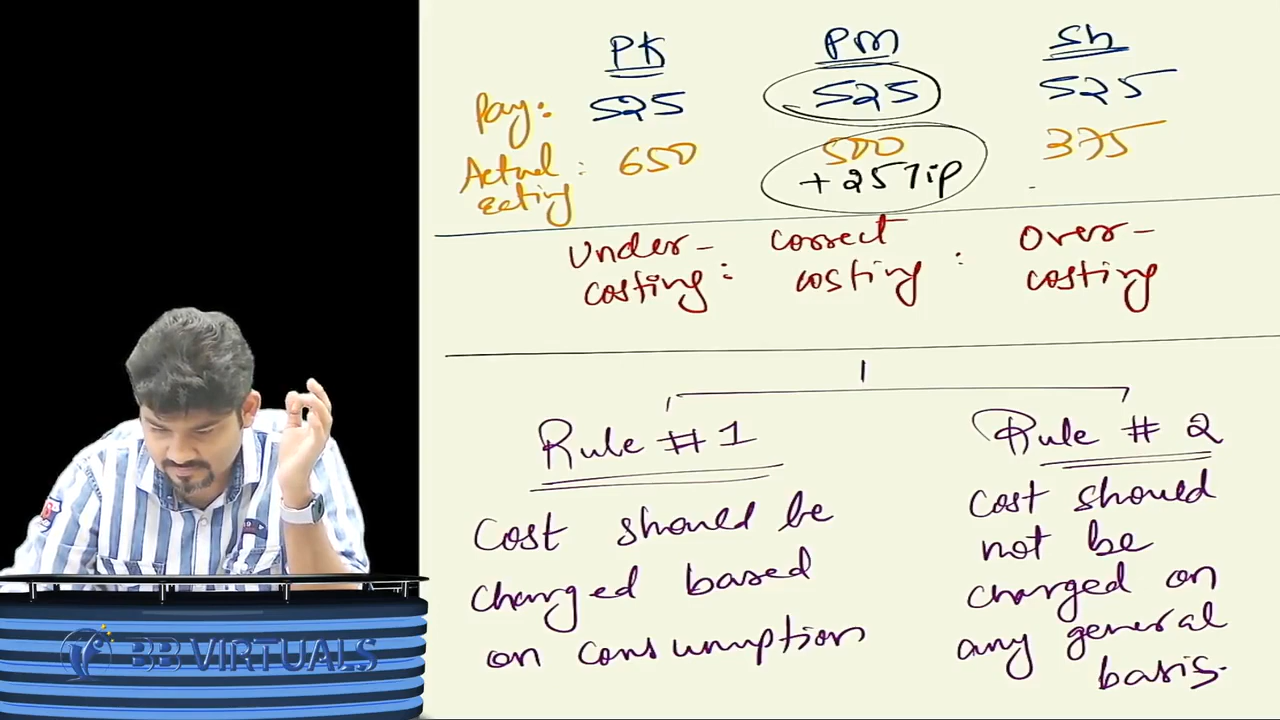 PK PM Sh
Pay: 525 525 525
Actual eating : 650 500 + 25 Tip 375
Under- correct over-
costing : costing : costing
Rule #1 Rule # 2
Cost should be charged based on consumption
Cost should not be charged on any general basis.
BB VIRTUALS